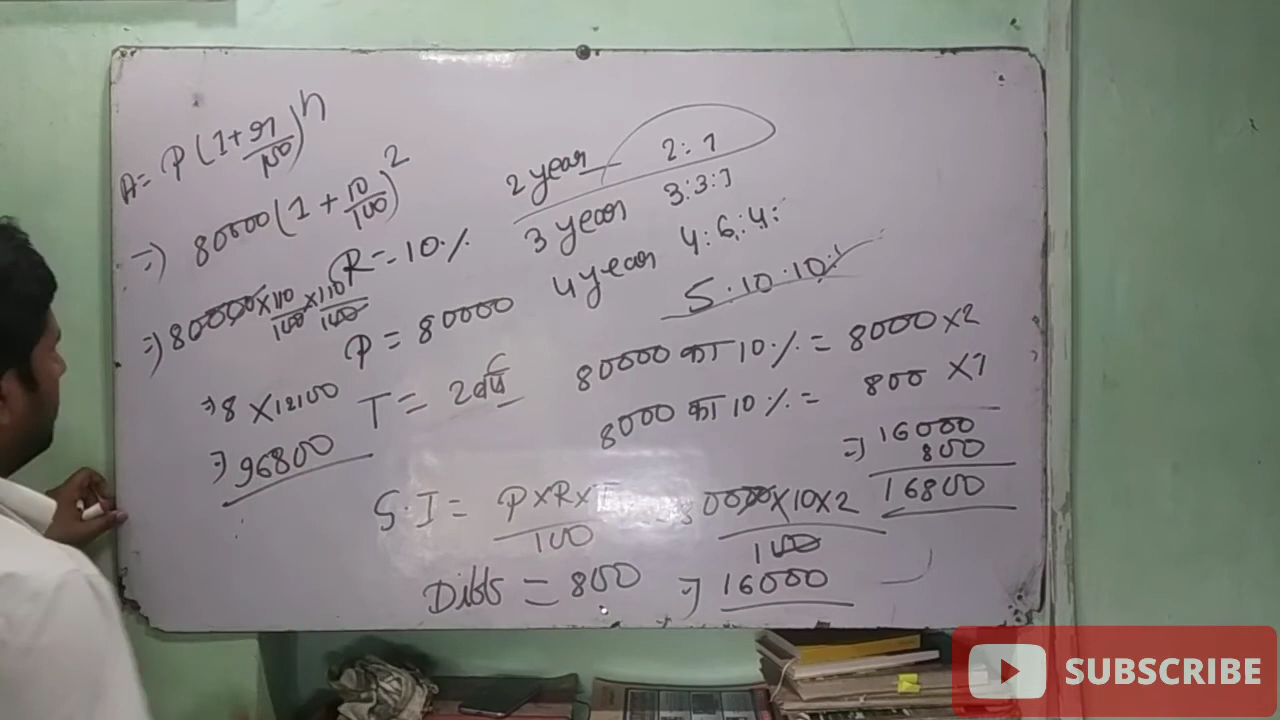 A = P(1+r/100)^n
=> 80000(1 + 10/100)^2
=> 80000 × 110/100 × 110/100
=> 8 × 12100
=> 96800
R = 10%
P = 80000
T = 2 वर्ष
2 year 2:1
3 year 3:3:1
4 year 4:6:4:
5:10:10:
80000 का 10% = 8000 × 2
8000 का 10% = 800 × 1
=> 16000
800
16800
S.I = P×R×T/100 = 80000×10×2/100
=> 16000
Diff = 800
SUBSCRIBE